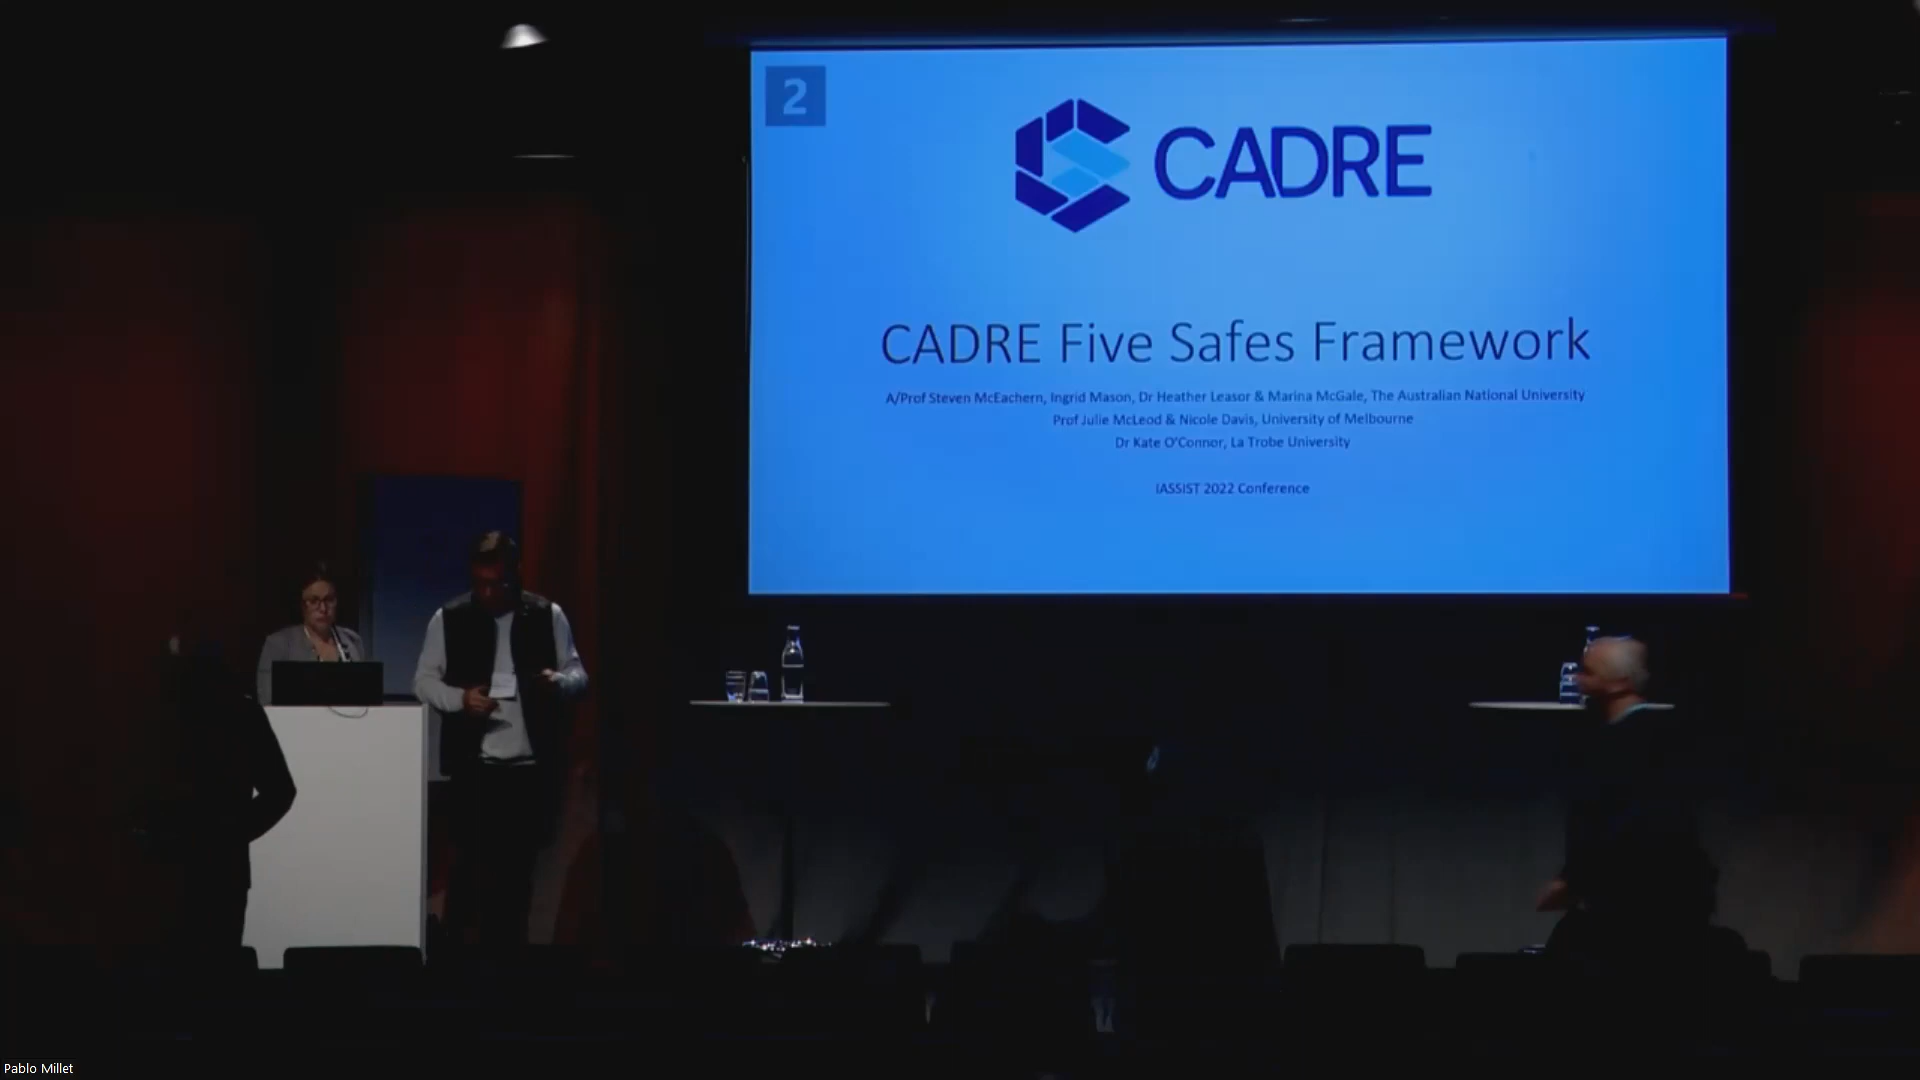 2
CADRE
CADRE Five Safes Framework
A/Prof Steven McEachern, Ingrid Mason, Dr Heather Leasor & Marina McGale, The Australian National University
Prof Julie McLeod & Nicole Davis, University of Melbourne
Dr Kate O'Connor, La Trobe University
IASSIST 2022 Conference
Pablo Millet